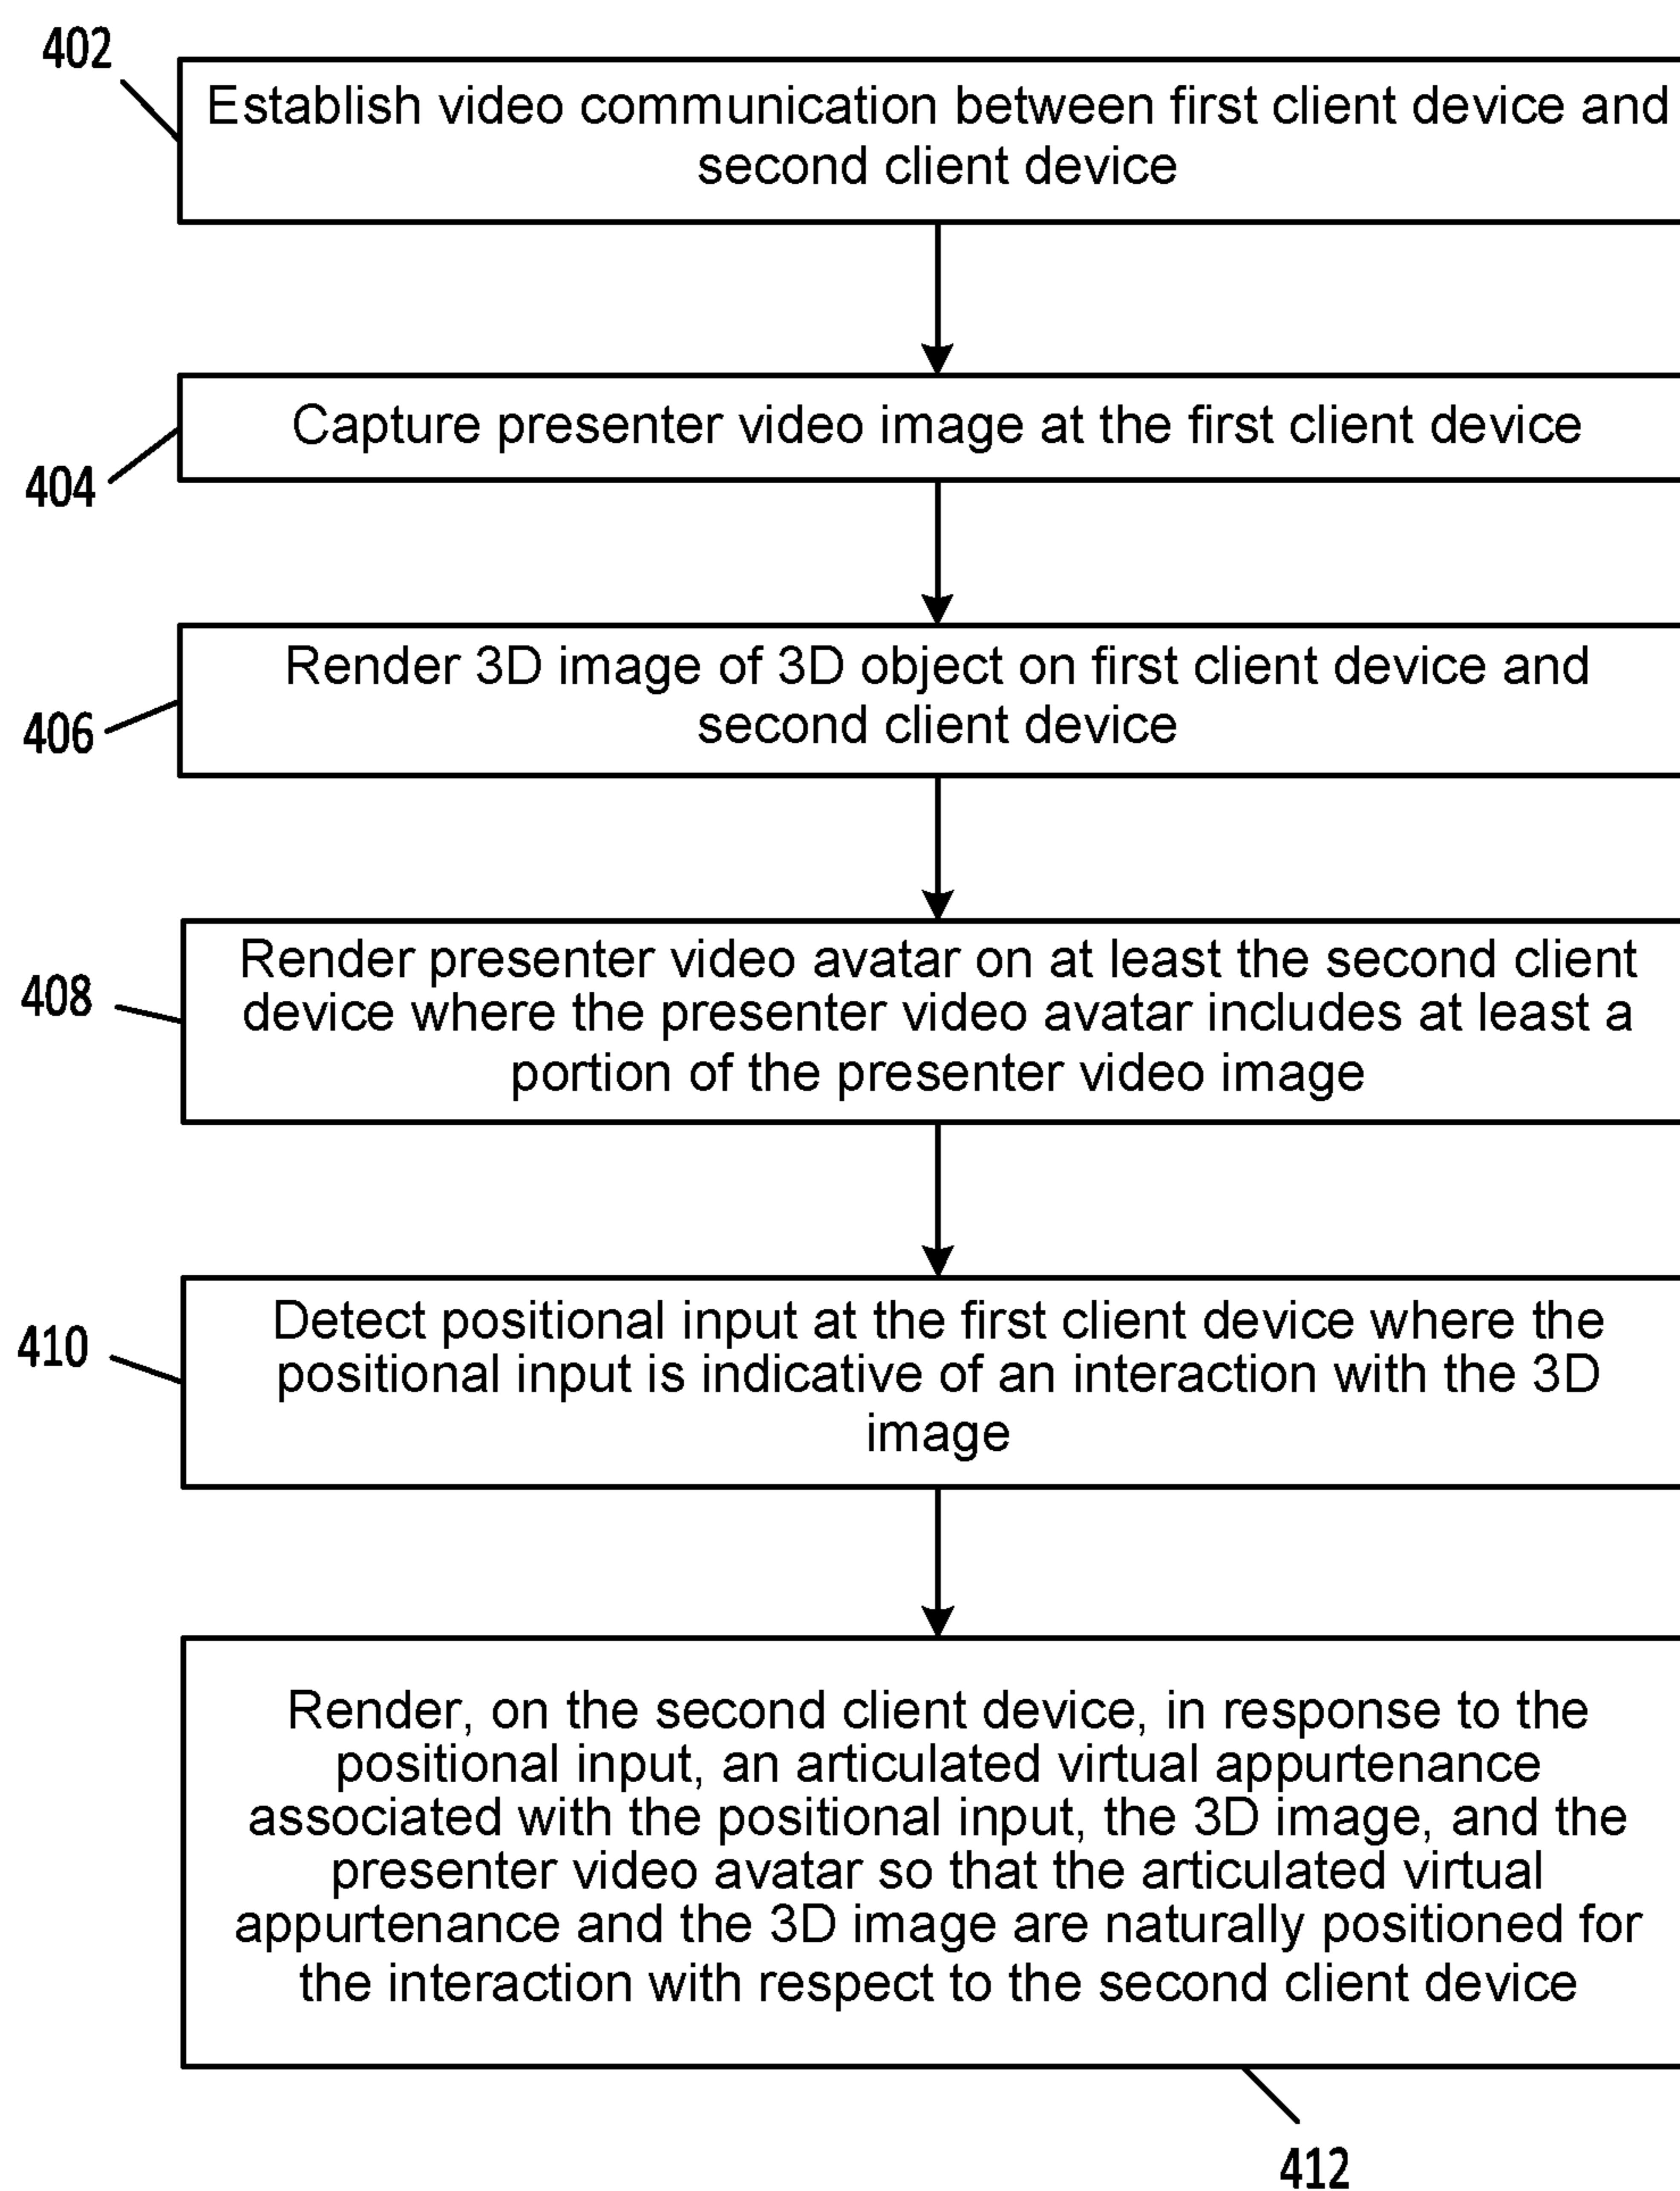 402
Establish video communication between first client device and
second client device
Capture presenter video image at the first client device
404
Render 3D image of 3D object on first client device and
second client device
406
Render presenter video avatar on at least the second client
device where the presenter video avatar includes at least a
portion of the presenter video image
408
Detect positional input at the first client device where the
positional input is indicative of an interaction with the 3D
image
410
Render, on the second client device, in response to the
positional input, an articulated virtual appurtenance
associated with the positional input, the 3D image, and the
presenter video avatar so that the articulated virtual
appurtenance and the 3D image are naturally positioned for
the interaction with respect to the second client device
412